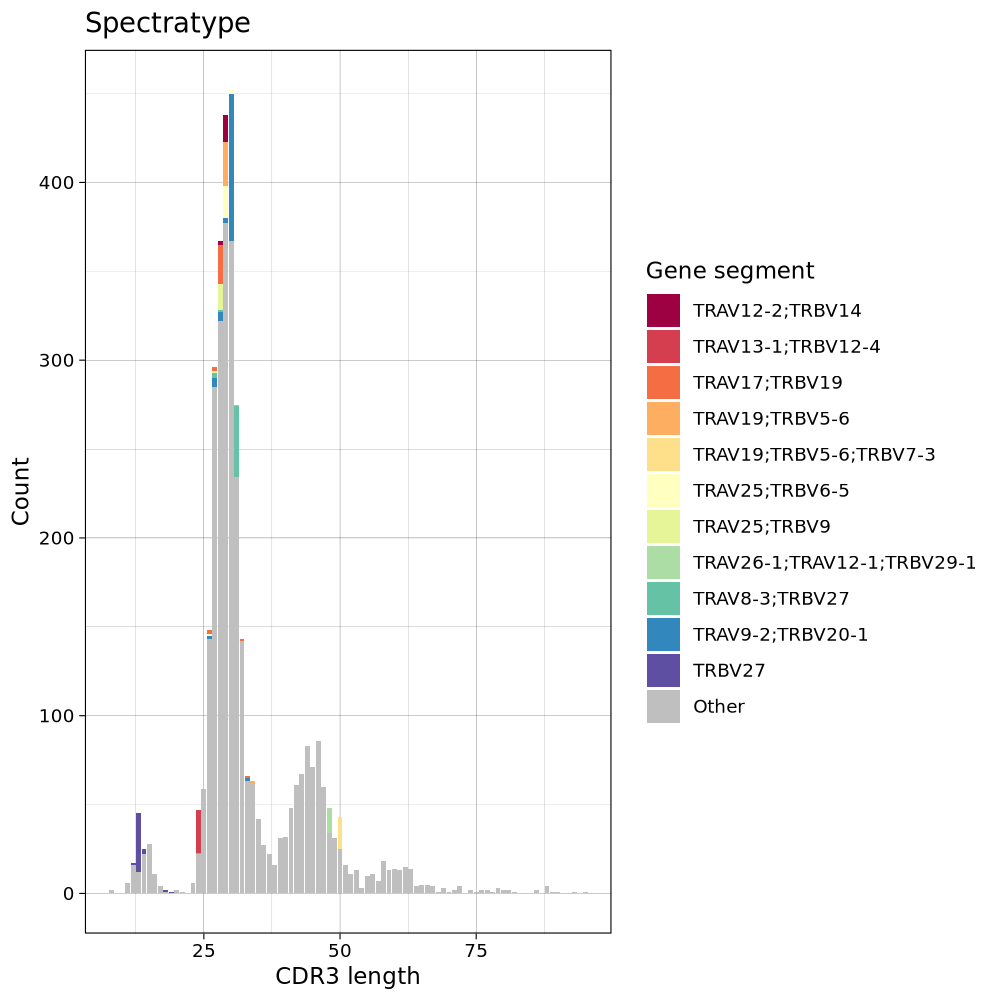 Spectratype
Count
400
300
200
100
0
25 50 75
CDR3 length
Gene segment
TRAV12-2;TRBV14
TRAV13-1;TRBV12-4
TRAV17;TRBV19
TRAV19;TRBV5-6
TRAV19;TRBV5-6;TRBV7-3
TRAV25;TRBV6-5
TRAV25;TRBV9
TRAV26-1;TRAV12-1;TRBV29-1
TRAV8-3;TRBV27
TRAV9-2;TRBV20-1
TRBV27
Other